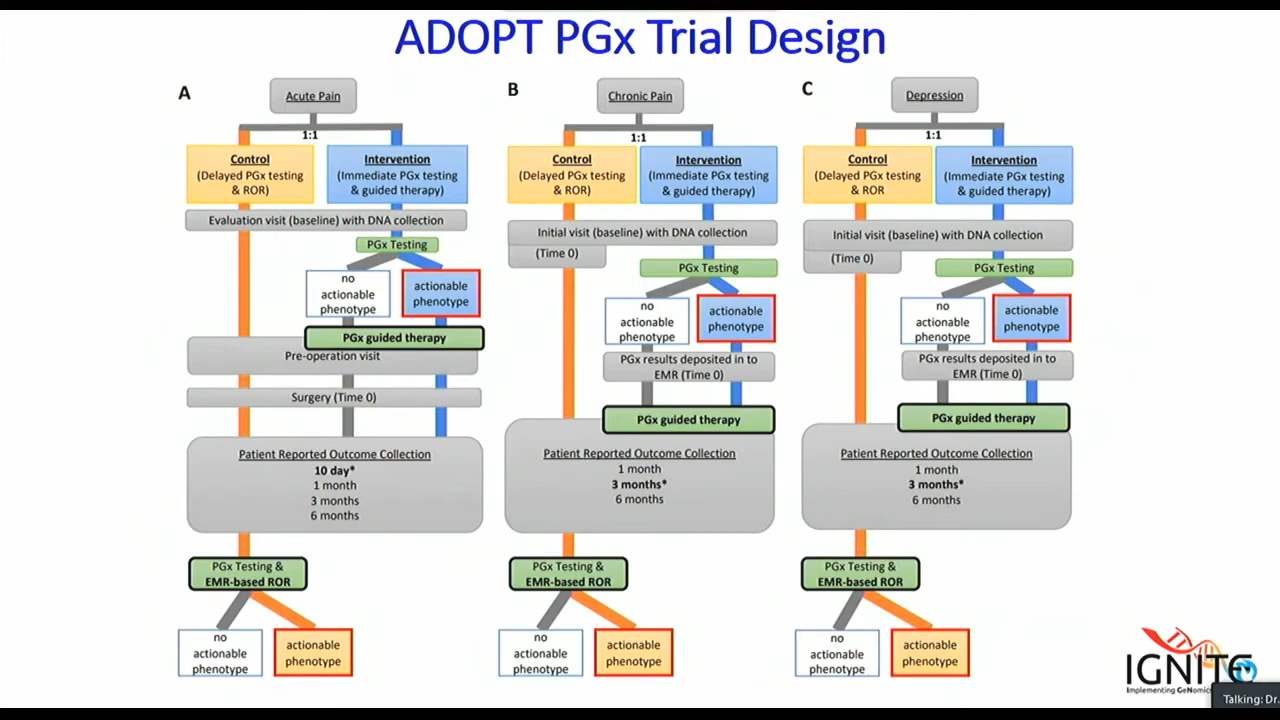 ADOPT PGx Trial Design
A
Acute Pain
1:1
Control
(Delayed PGx testing
& ROR)
Intervention
(Immediate PGx testing
& guided therapy)
Evaluation visit (baseline) with DNA collection
PGx Testing
no
actionable
phenotype
actionable
phenotype
PGx guided therapy
Pre-operation visit
Surgery (Time 0)
Patient Reported Outcome Collection
10 day*
1 month
3 months
6 months
PGx Testing &
EMR-based ROR
no
actionable
phenotype
actionable
phenotype
B
Chronic Pain
1:1
Control
(Delayed PGx testing
& ROR)
Intervention
(Immediate PGx testing
& guided therapy)
Initial visit (baseline) with DNA collection
(Time 0)
PGx Testing
no
actionable
phenotype
actionable
phenotype
PGx results deposited in to
EMR (Time 0)
PGx guided therapy
Patient Reported Outcome Collection
1 month
3 months*
6 months
PGx Testing &
EMR-based ROR
no
actionable
phenotype
actionable
phenotype
C
Depression
1:1
Control
(Delayed PGx testing
& ROR
Intervention
(Immediate PGx testing
& guided therapy)
Initial visit (baseline) with DNA collection
(Time 0)
PGx Testing
no
actionable
phenotype
actionable
phenotype
PGx results deposited in to
EMR (Time 0)
PGx guided therapy
Patient Reported Outcome Collection
1 month
3 months*
6 months
PGx Testing &
EMR-based ROR
no
actionable
phenotype
actionable
phenotype
IGNITE
Implementing GeNomics
Talking: Dr.